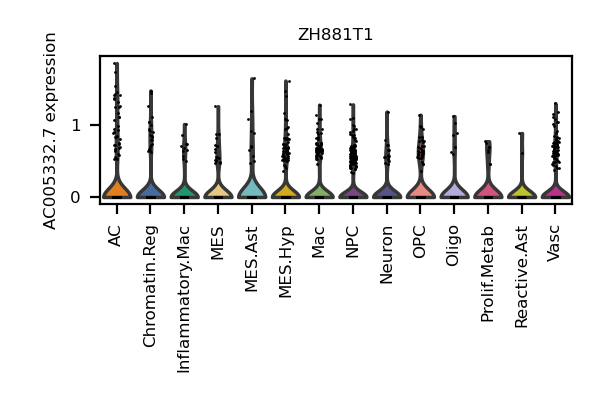 ZH881T1
AC005332.7 expression
1
0
AC
Chromatin.Reg
Inflammatory.Mac
MES
MES.Ast
MES.Hyp
Mac
NPC
Neuron
OPC
Oligo
Prolif.Metab
Reactive.Ast
Vasc